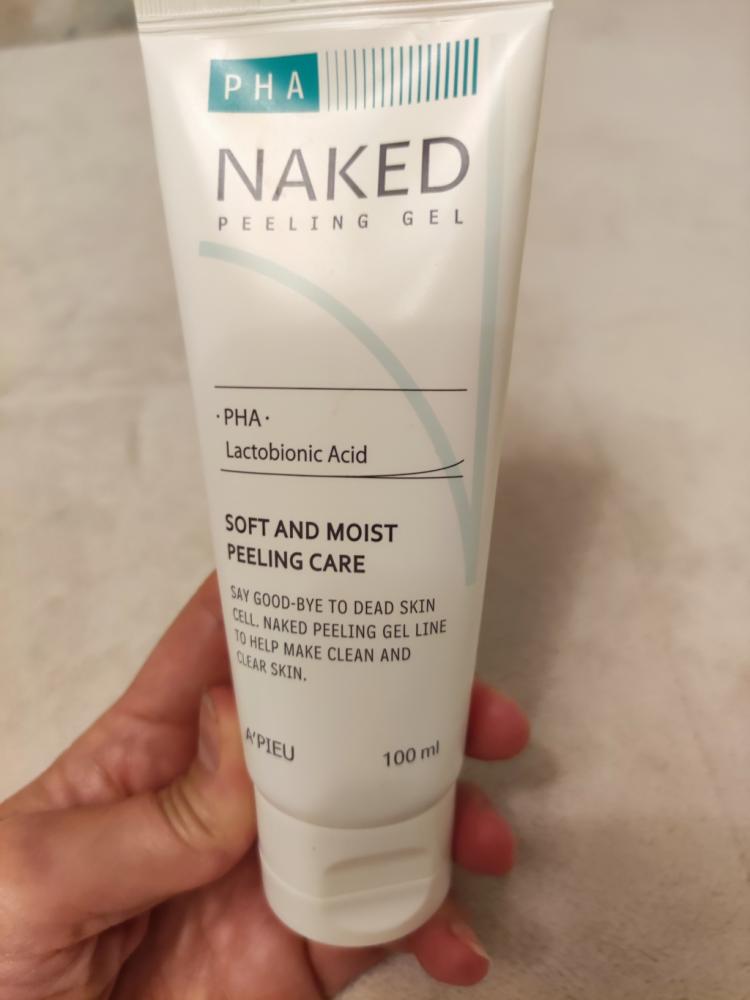 PHA
NAKED
PEELING GEL
·PHA·
Lactobionic Acid
SOFT AND MOIST
PEELING CARE
SAY GOOD-BYE TO DEAD SKIN
CELL. NAKED PEELING GEL LINE
TO HELP MAKE CLEAN AND
CLEAR SKIN.
A'PIEU
100 ml